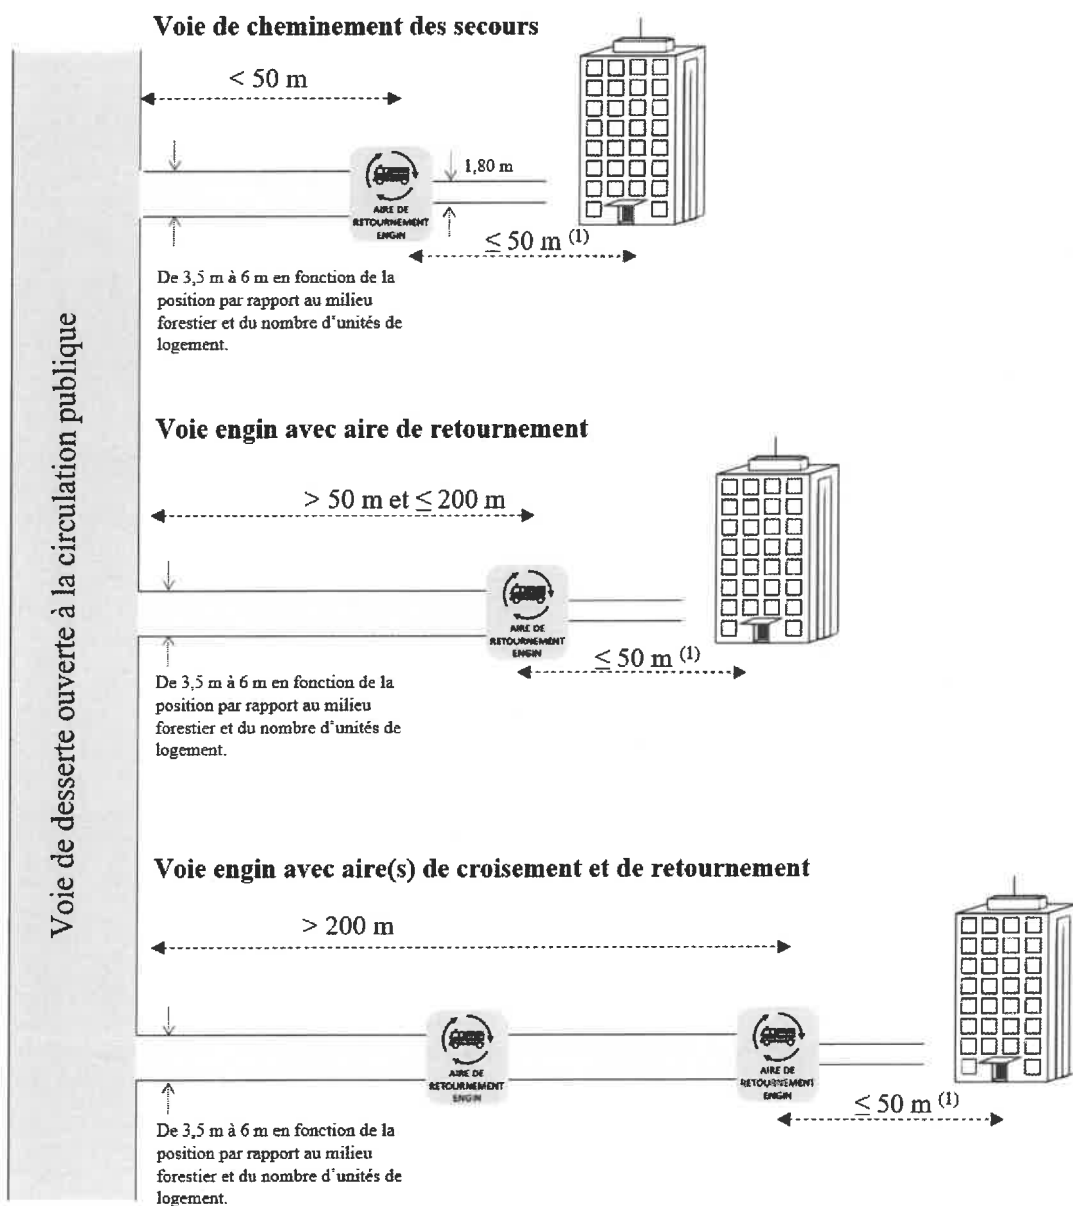 Voie de desserte ouverte à la circulation publique
Voie de cheminement des secours
< 50 m
1,80 m
AIRE DE
RETOURNEMENT
ENGIN
≤ 50 m (1)
De 3,5 m à 6 m en fonction de la
position par rapport au milieu
forestier et du nombre d'unités de
logement.
Voie engin avec aire de retournement
> 50 m et ≤ 200 m
AIRE DE
RETOURNEMENT
ENGIN
≤ 50 m (1)
De 3,5 m à 6 m en fonction de la
position par rapport au milieu
forestier et du nombre d'unités de
logement.
Voie engin avec aire(s) de croisement et de retournement
> 200 m
AIRE DE
RETOURNEMENT
ENGIN
AIRE DE
RETOURNEMENT
ENGIN
≤ 50 m (1)
De 3,5 m à 6 m en fonction de la
position par rapport au milieu
forestier et du nombre d'unités de
logement.